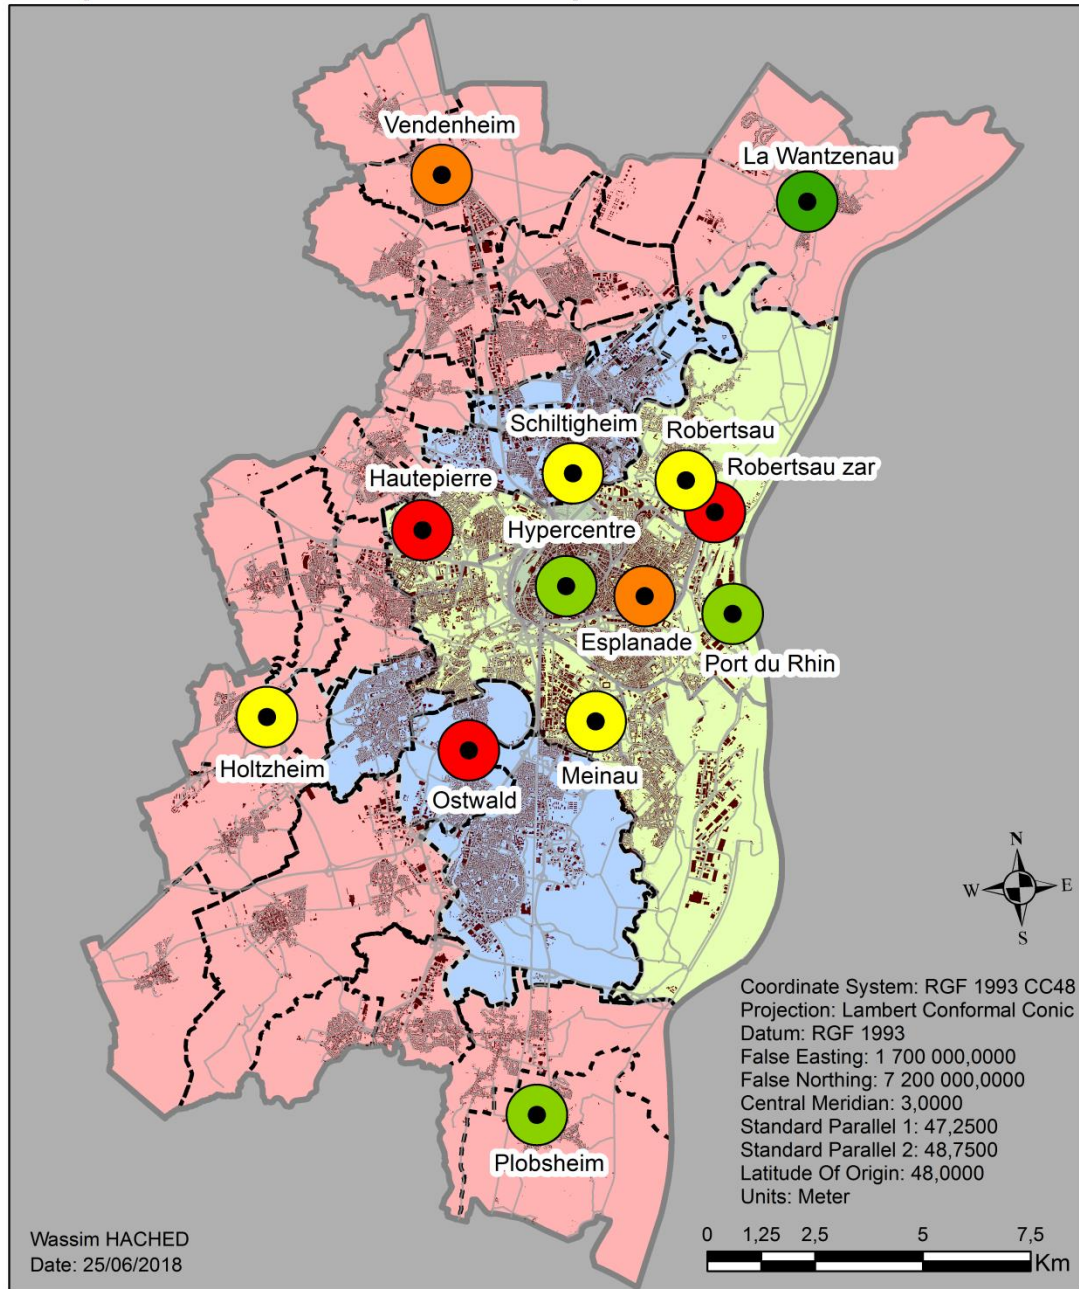 Vendenheim
La Wantzenau
Schiltigheim
Robertsau
Hautepierre
Robertsau zar
Hypercentre
Esplanade
Port du Rhin
Holtzheim
Meinau
Ostwald
N
W
E
S
Plobsheim
Coordinate System: RGF 1993 CC48
Projection: Lambert Conformal Conic
Datum: RGF 1993
False Easting: 1 700 000,0000
False Northing: 7 200 000,0000
Central Meridian: 3,0000
Standard Parallel 1: 47,2500
Standard Parallel 2: 48,7500
Latitude Of Origin: 48,0000
Units: Meter
Wassim HACHED
Date: 25/06/2018
0 1,25 2,5 5 7,5
Km